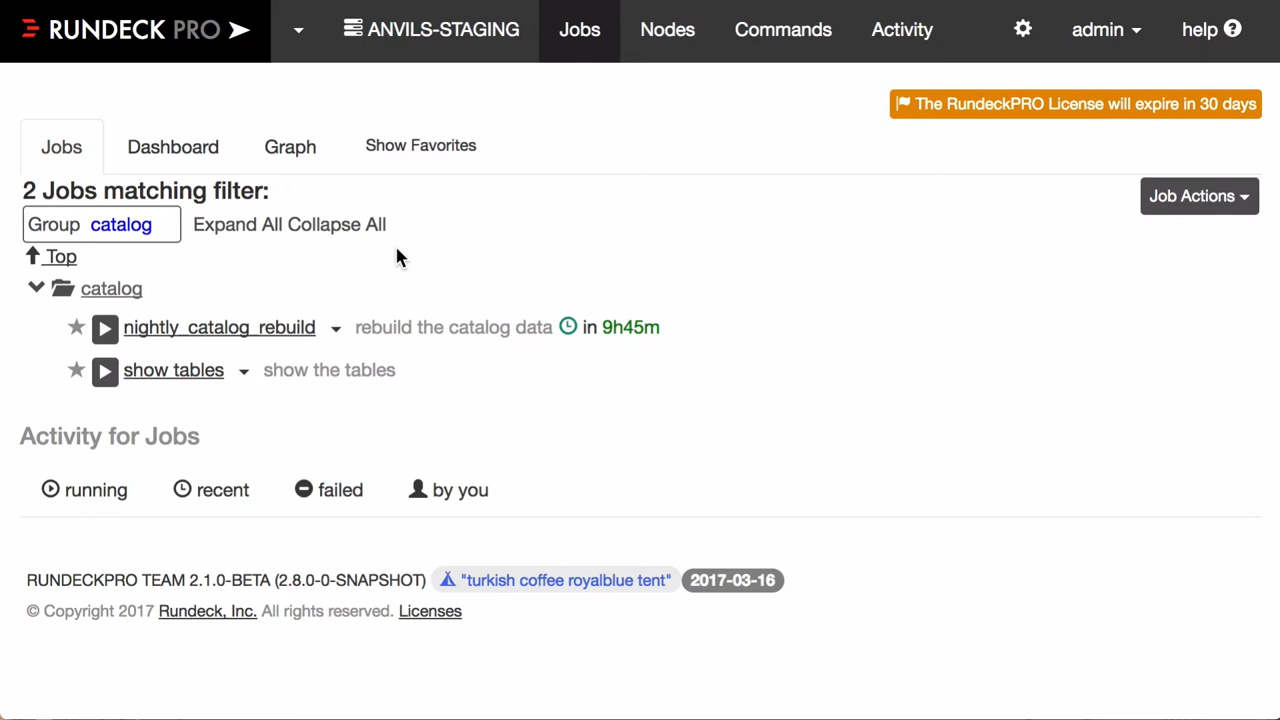 RUNDECK PRO ANVILS-STAGING Jobs Nodes Commands Activity admin help
The RundeckPRO License will expire in 30 days
Jobs Dashboard Graph Show Favorites
2 Jobs matching filter:
Job Actions
Group catalog Expand All Collapse All
Top
catalog
nightly_catalog_rebuild rebuild the catalog data in 9h45m
show tables show the tables
Activity for Jobs
running recent failed by you
RUNDECKPRO TEAM 2.1.0-BETA (2.8.0-0-SNAPSHOT) "turkish coffee royalblue tent" 2017-03-16
© Copyright 2017 Rundeck, Inc. All rights reserved. Licenses